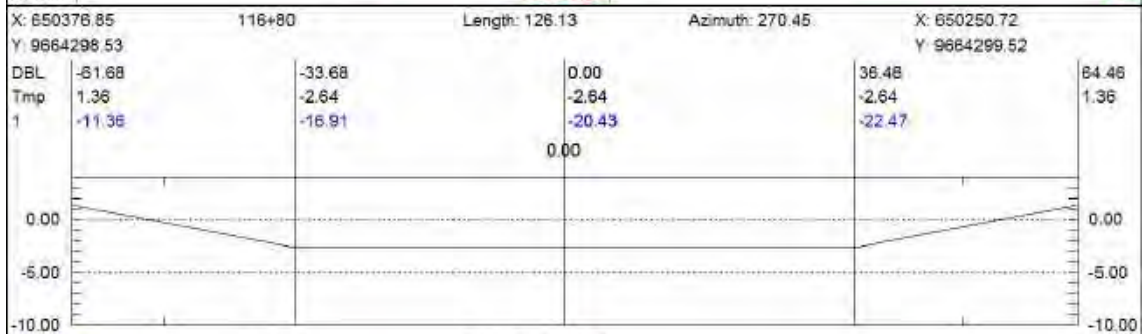 X: 650376.85 116+80 Length: 126.13 Azimuth: 270.45 X: 650250.72
Y: 9664298.53 Y: 9664299.52
DBL -61.68 -33.68 0.00 36.46 64.46
Tmp 1.36 -2.64 -2.64 -2.64 1.36
1 -11.36 -16.91 -20.43 -22.47
0.00
0.00 0.00
-5.00 -5.00
-10.00 -10.00